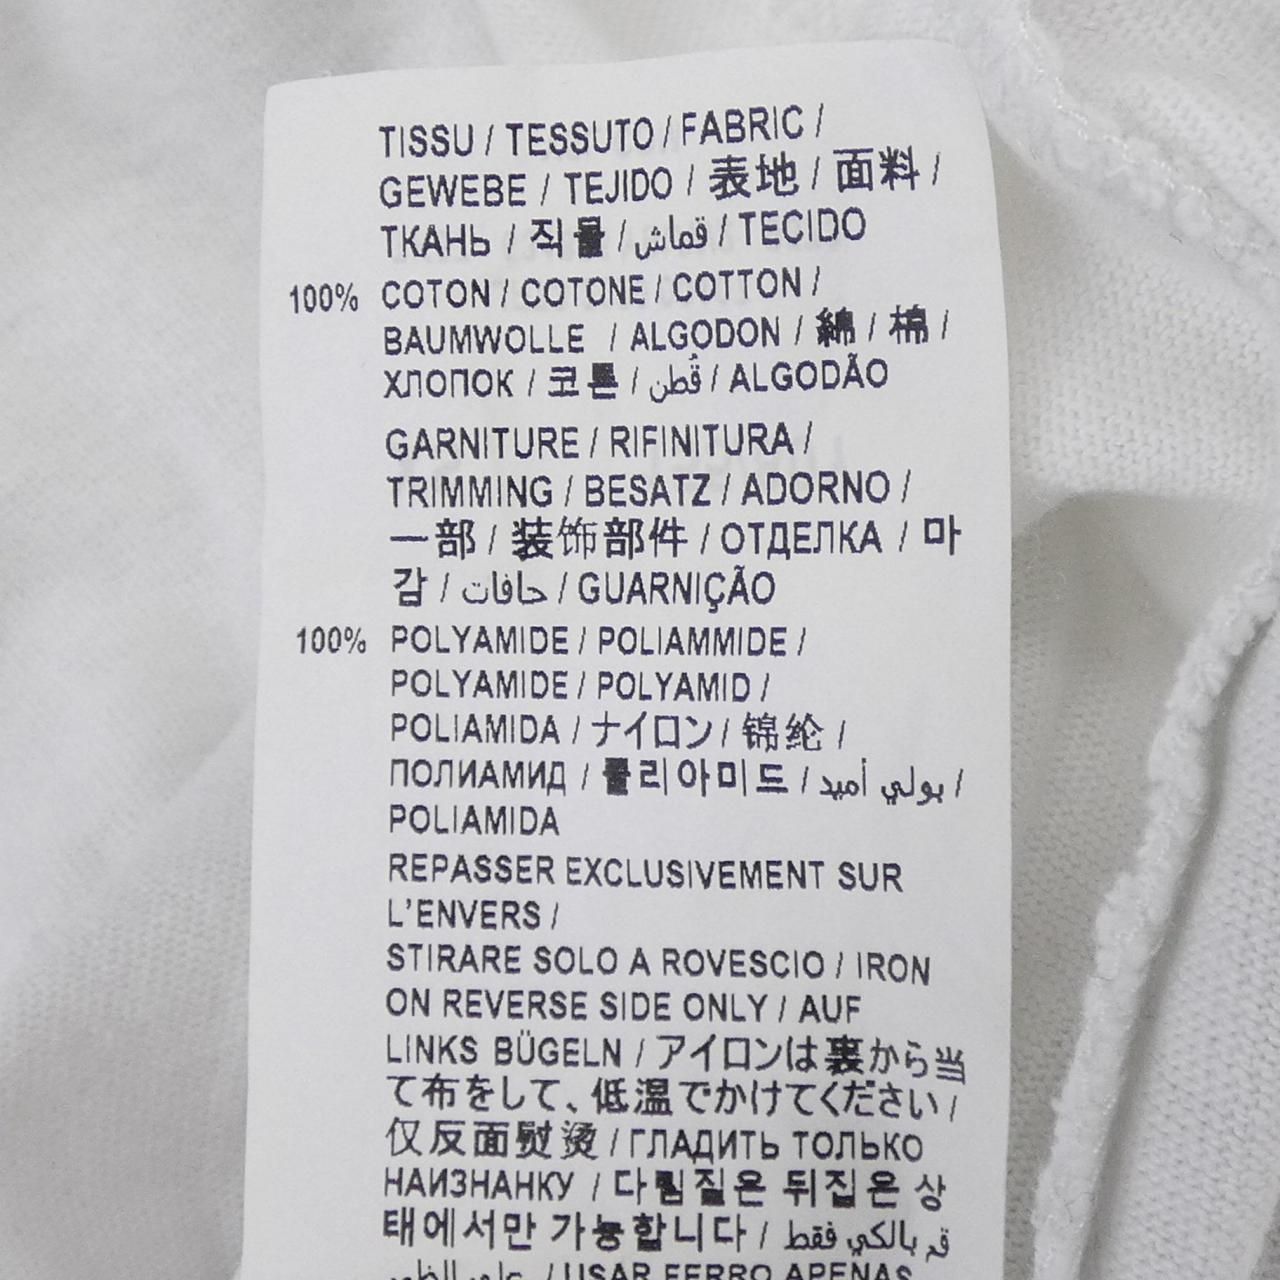 TISSU / TESSUTO / FABRIC /
GEWEBE / TEJIDO / 表地 / 面料 /
ТКАНЬ / 직물 / قماش / TECIDO
100% COTON / COTONE / COTTON /
BAUMWOLLE / ALGODON / 綿 / 棉 /
ХЛОПОК / 코튼 / قُطن / ALGODÃO
GARNITURE / RIFINITURA /
TRIMMING / BESATZ / ADORNO /
一部 / 装饰部件 / ОТДЕЛКА / 마
감 / حافات / GUARNIÇÃO
100% POLYAMIDE / POLIAMMIDE /
POLYAMIDE / POLYAMID /
POLIAMIDA / ナイロン / 锦纶 /
ПОЛИАМИД / 폴리아미드 / بولي أميد /
POLIAMIDA
REPASSER EXCLUSIVEMENT SUR
L'ENVERS /
STIRARE SOLO A ROVESCIO / IRON
ON REVERSE SIDE ONLY / AUF
LINKS BÜGELN / アイロンは裏から当
て布をして、低温でかけてください /
仅反面熨烫 / ГЛАДИТЬ ТОЛЬКО
НАИЗНАНКУ / 다림질은 뒤집은 상
태에서만 가능합니다 / قم بالكي فقط
/ USAR FERRO APENAS